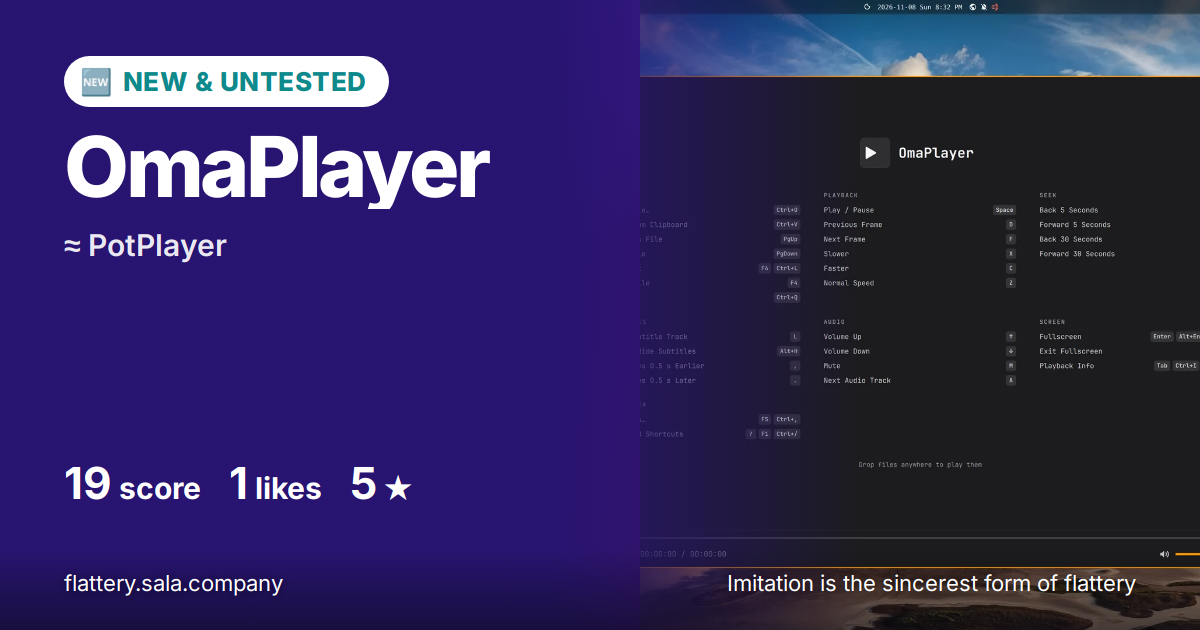 🆕 NEW & UNTESTED
OmaPlayer
≈ PotPlayer
19 score 1 likes 5 ★
flattery.sala.company
2026-11-08 Sun 8:32 PM
OmaPlayer
Ctrl+O
Clipboard Ctrl+V
File PgUp
PgDown
F6 Ctrl+L
F4
Ctrl+Q
PLAYBACK
Play / Pause Space
Previous Frame D
Next Frame F
Slower X
Faster C
Normal Speed Z
SEEK
Back 5 Seconds
Forward 5 Seconds
Back 30 Seconds
Forward 30 Seconds
Track L
Subtitles Alt+H
0.5 s Earlier ,
0.5 s Later .
AUDIO
Volume Up ↑
Volume Down ↓
Mute M
Next Audio Track A
SCREEN
Fullscreen Enter
Exit Fullscreen
Playback Info Tab Ctrl+I
F5 Ctrl+,
Shortcuts ? F1 Ctrl+/
Drop files anywhere to play them
00:00:00 / 00:00:00
Imitation is the sincerest form of flattery